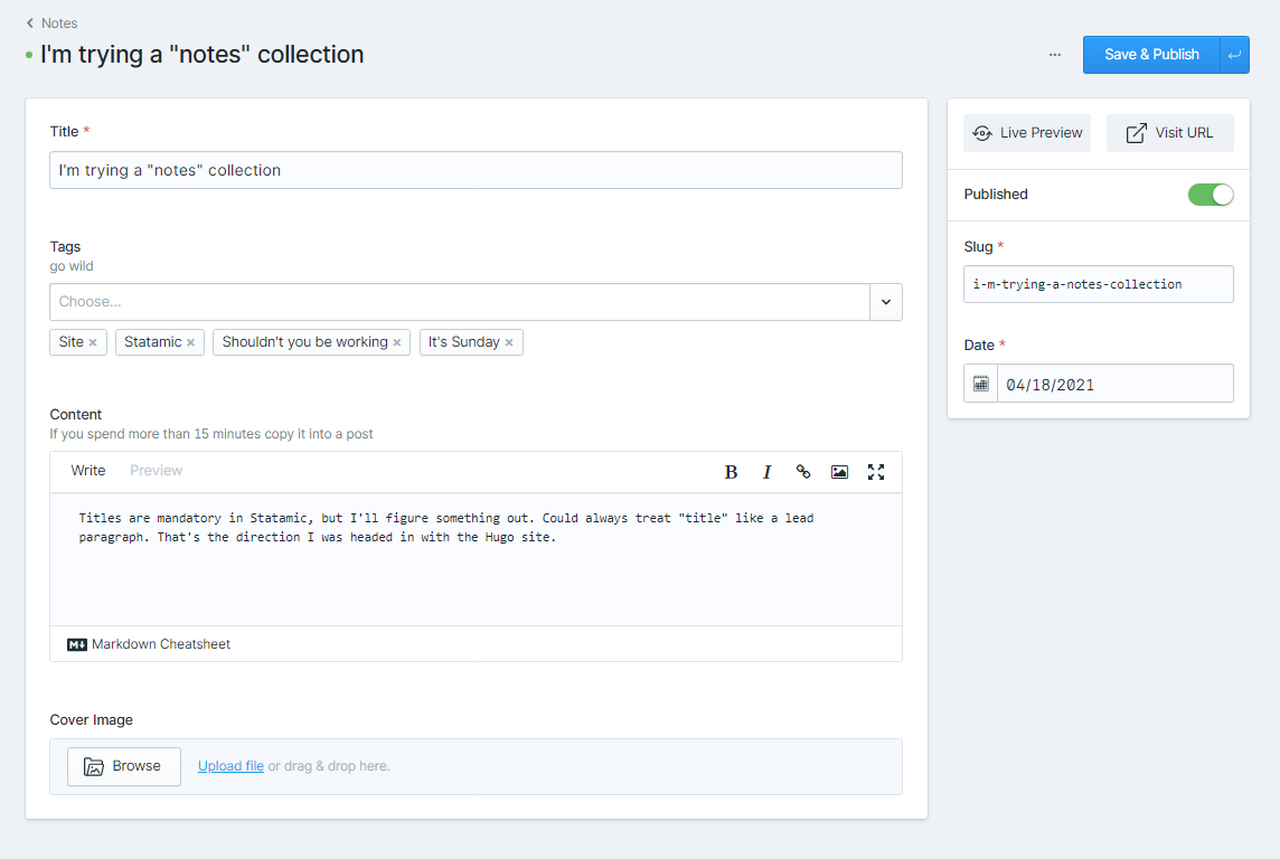 Notes
I'm trying a "notes" collection
Save & Publish
Title *
I'm trying a "notes" collection
Tags
go wild
Choose...
Site × Statamic × Shouldn't you be working × It's Sunday ×
Content
If you spend more than 15 minutes copy it into a post
Write Preview B I
Titles are mandatory in Statamic, but I'll figure something out. Could always treat "title" like a lead
paragraph. That's the direction I was headed in with the Hugo site.
M Markdown Cheatsheet
Cover Image
Browse Upload file or drag & drop here.
Live Preview Visit URL
Published
Slug *
i-m-trying-a-notes-collection
Date *
04/18/2021